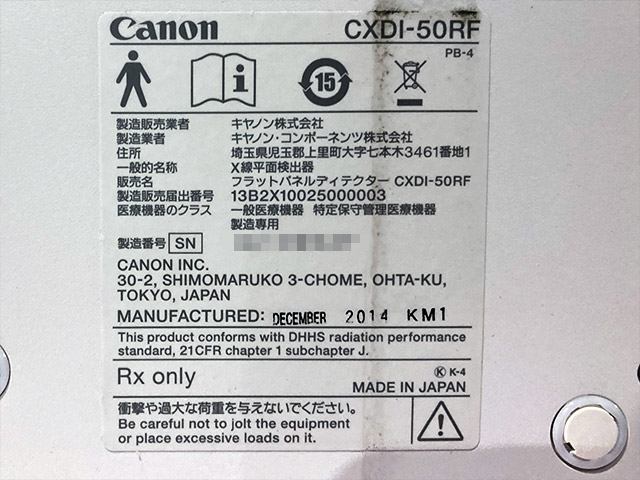 Canon CXDI-50RF
PB-4
15
製造販売業者 キヤノン株式会社
製造業者 キヤノン・コンポーネンツ株式会社
住所 埼玉県児玉郡上里町大字七本木3461番地1
一般的名称 X線平面検出器
販売名 フラットパネルディテクター CXDI-50RF
製造販売届出番号 13B2X10025000003
医療機器のクラス 一般医療機器 特定保守管理医療機器
製造専用
製造番号 SN
CANON INC.
30-2, SHIMOMARUKO 3-CHOME, OHTA-KU,
TOKYO, JAPAN
MANUFACTURED: DECEMBER 2014 KM1
This product conforms with DHHS radiation performance
standard, 21CFR chapter 1 subchapter J.
Rx only
Ⓚ K-4
MADE IN JAPAN
衝撃や過大な荷重を与えないでください。
Be careful not to jolt the equipment
or place excessive loads on it.